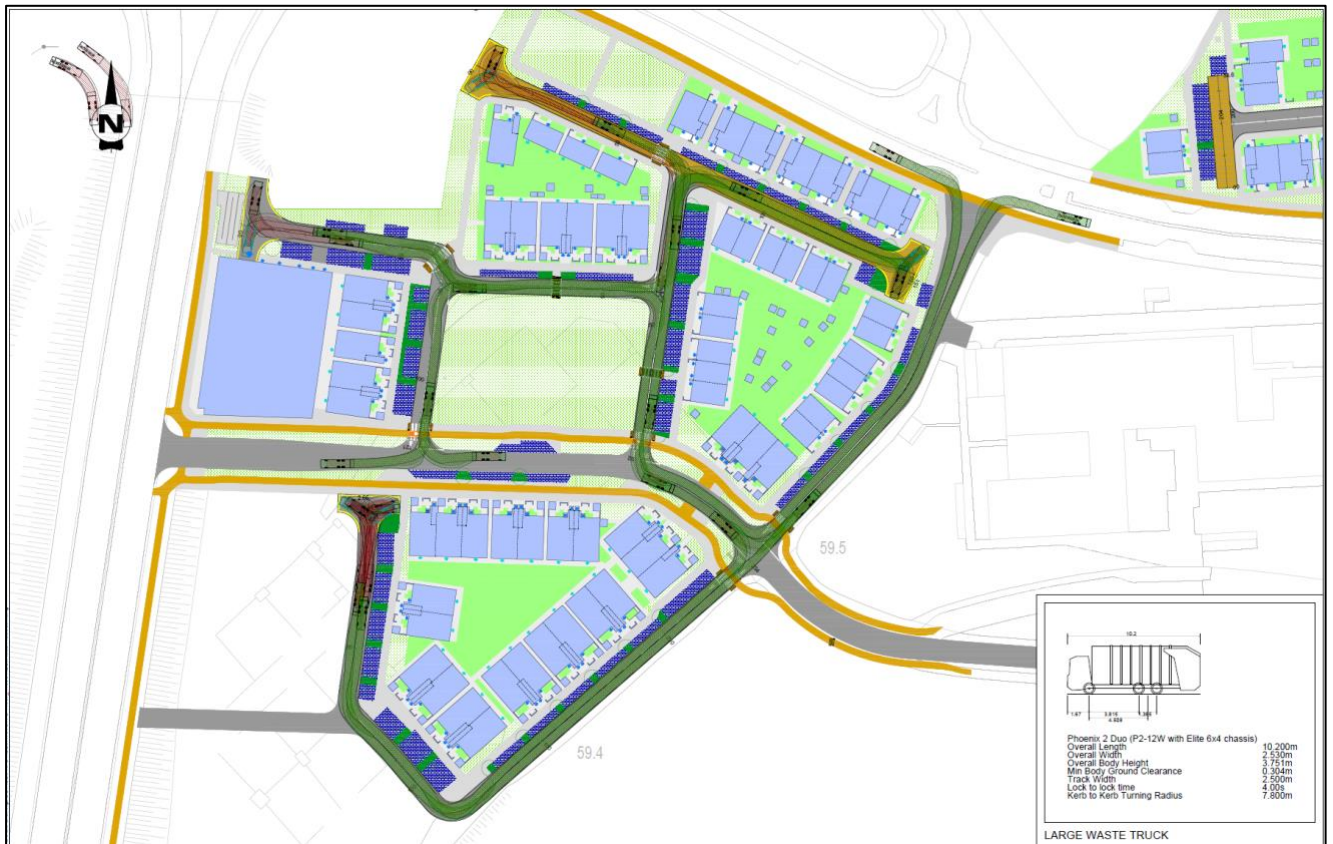 N
59.5
59.4
10.2
Phoenix 2 Duo (P2-12W with Elite 6x4 chassis)
Overall Length 10.200m
Overall Width 2.530m
Overall Body Height 3.751m
Min Body Ground Clearance 0.304m
Track Width 2.500m
Lock to lock time 4.00s
Kerb to Kerb Turning Radius 7.800m
LARGE WASTE TRUCK